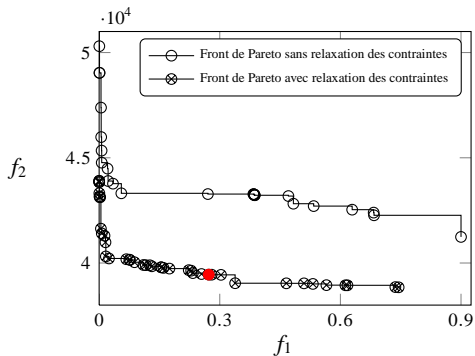 ·10⁴
5
Front de Pareto sans relaxation des contraintes
Front de Pareto avec relaxation des contraintes
4.5
f₂
4
0 0.3 0.6 0.9
f₁